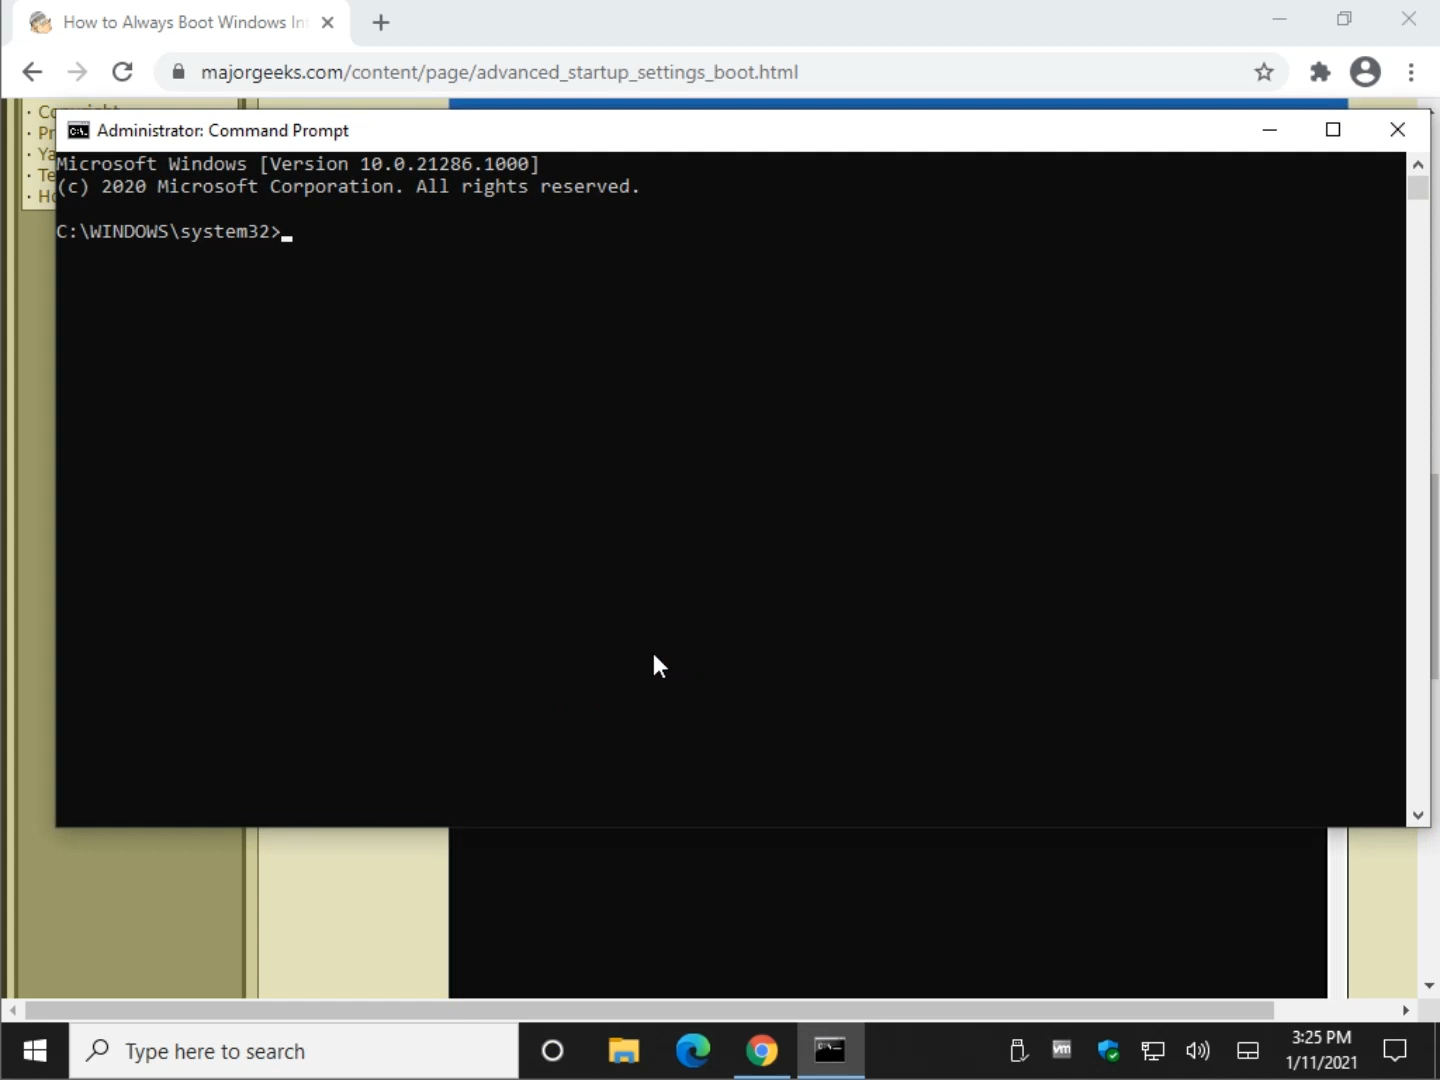 How to Always Boot Windows In
majorgeeks.com/content/page/advanced_startup_settings_boot.html
Administrator: Command Prompt
Microsoft Windows [Version 10.0.21286.1000]
(c) 2020 Microsoft Corporation. All rights reserved.
C:\WINDOWS\system32>
Type here to search
3:25 PM
1/11/2021